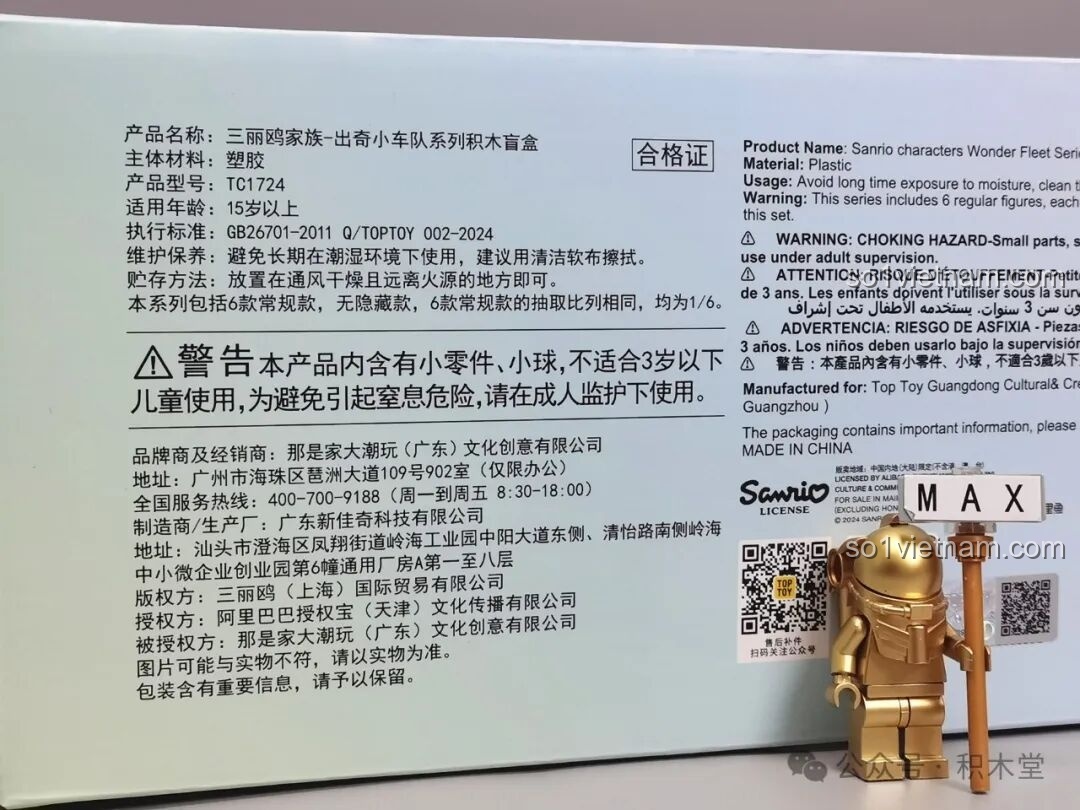 产品名称：三丽鸥家族-出奇小车队系列积木盲盒
主体材料：塑胶
产品型号：TC1724
适用年龄：15岁以上
执行标准：GB26701-2011 Q/TOPTOY 002-2024
维护保养：避免长期在潮湿环境下使用，建议用清洁软布擦拭。
贮存方法：放置在通风干燥且远离火源的地方即可。
本系列包括6款常规款，无隐藏款，6款常规款的抽取比列相同，均为1/6。
合格证
警告本产品内含有小零件、小球,不适合3岁以下
儿童使用,为避免引起窒息危险,请在成人监护下使用。
品牌商及经销商：那是家大潮玩（广东）文化创意有限公司
地址：广州市海珠区琶洲大道109号902室（仅限办公）
全国服务热线：400-700-9188（周一到周五 8:30-18:00）
制造商/生产厂：广东新佳奇科技有限公司
地址：汕头市澄海区凤翔街道岭海工业园中阳大道东侧、清怡路南侧岭海
中小微企业创业园第6幢通用厂房A第一至八层
版权方：三丽鸥（上海）国际贸易有限公司
授权方：阿里巴巴授权宝（天津）文化传播有限公司
被授权方：那是家大潮玩（广东）文化创意有限公司
图片可能与实物不符，请以实物为准。
包装含有重要信息，请予以保留。
Product Name: Sanrio characters Wonder Fleet
Material: Plastic
Usage: Avoid long time exposure to moisture, clean
Warning: This series includes 6 regular figures, each
this set.
WARNING: CHOKING HAZARD-Small parts,
use under adult supervision.
ATTENTION: RISQUE D'ETOUFFEMENT-Petit
de 3 ans. Les enfants doivent l'utiliser sous la
سن 3 سنوات. يستخدمه الأطفال تحت إشراف
ADVERTENCIA: RIESGO DE ASFIXIA - Piezas
3 años. Los niños deben usarlo bajo la supervisión
警告：本產品內含有小零件、小球，不適合3歲以下
Manufactured for: Top Toy Guangdong Cultural&
Guangzhou )
The packaging contains important information, please
MADE IN CHINA
Sanrio
LICENSE
CULTURE &
FOR SALE IN
(EXCLUDING
© 2024
TOP
TOY
售后补件
扫码关注公众号
MAX
so1vietnam.com
so1vietnam.com
公众号·积木堂